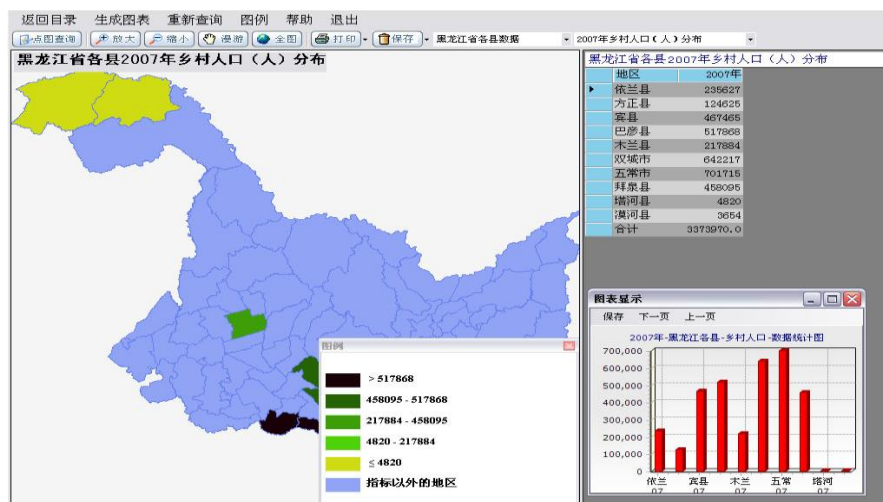 返回目录 生成图表 重新查询 图例 帮助 退出
点图查询 放大 缩小 漫游 全图 打印 保存 黑龙江省各县数据 2007年乡村人口(人)分布
黑龙江省各县2007年乡村人口(人)分布
黑龙江省各县2007年乡村人口(人)分布
地区 2007年
依兰县 235627
方正县 124625
宾县 467465
巴彦县 517868
木兰县 217884
双城市 642217
五常市 701715
拜泉县 458095
塔河县 4820
漠河县 3654
合计 3373970.0
图例
> 517868
458095 - 517868
217884 - 458095
4820 - 217884
≤ 4820
指标以外的地区
图表显示
保存 下一页 上一页
2007年-黑龙江各县-乡村人口-数据统计图
700,000
600,000
500,000
400,000
300,000
200,000
100,000
0
依兰 宾县 木兰 五常 塔河
07 07 07 07 07